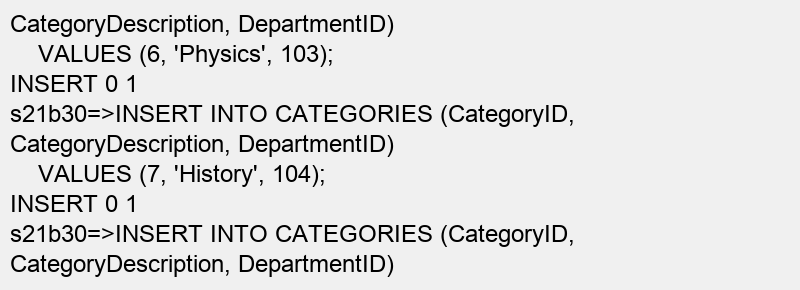 CategoryDescription, DepartmentID)
VALUES (6, 'Physics', 103);
INSERT 0 1
s21b30=>INSERT INTO CATEGORIES (CategoryID,
CategoryDescription, DepartmentID)
VALUES (7, 'History', 104);
INSERT 0 1
s21b30=>INSERT INTO CATEGORIES (CategoryID,
CategoryDescription, DepartmentID)